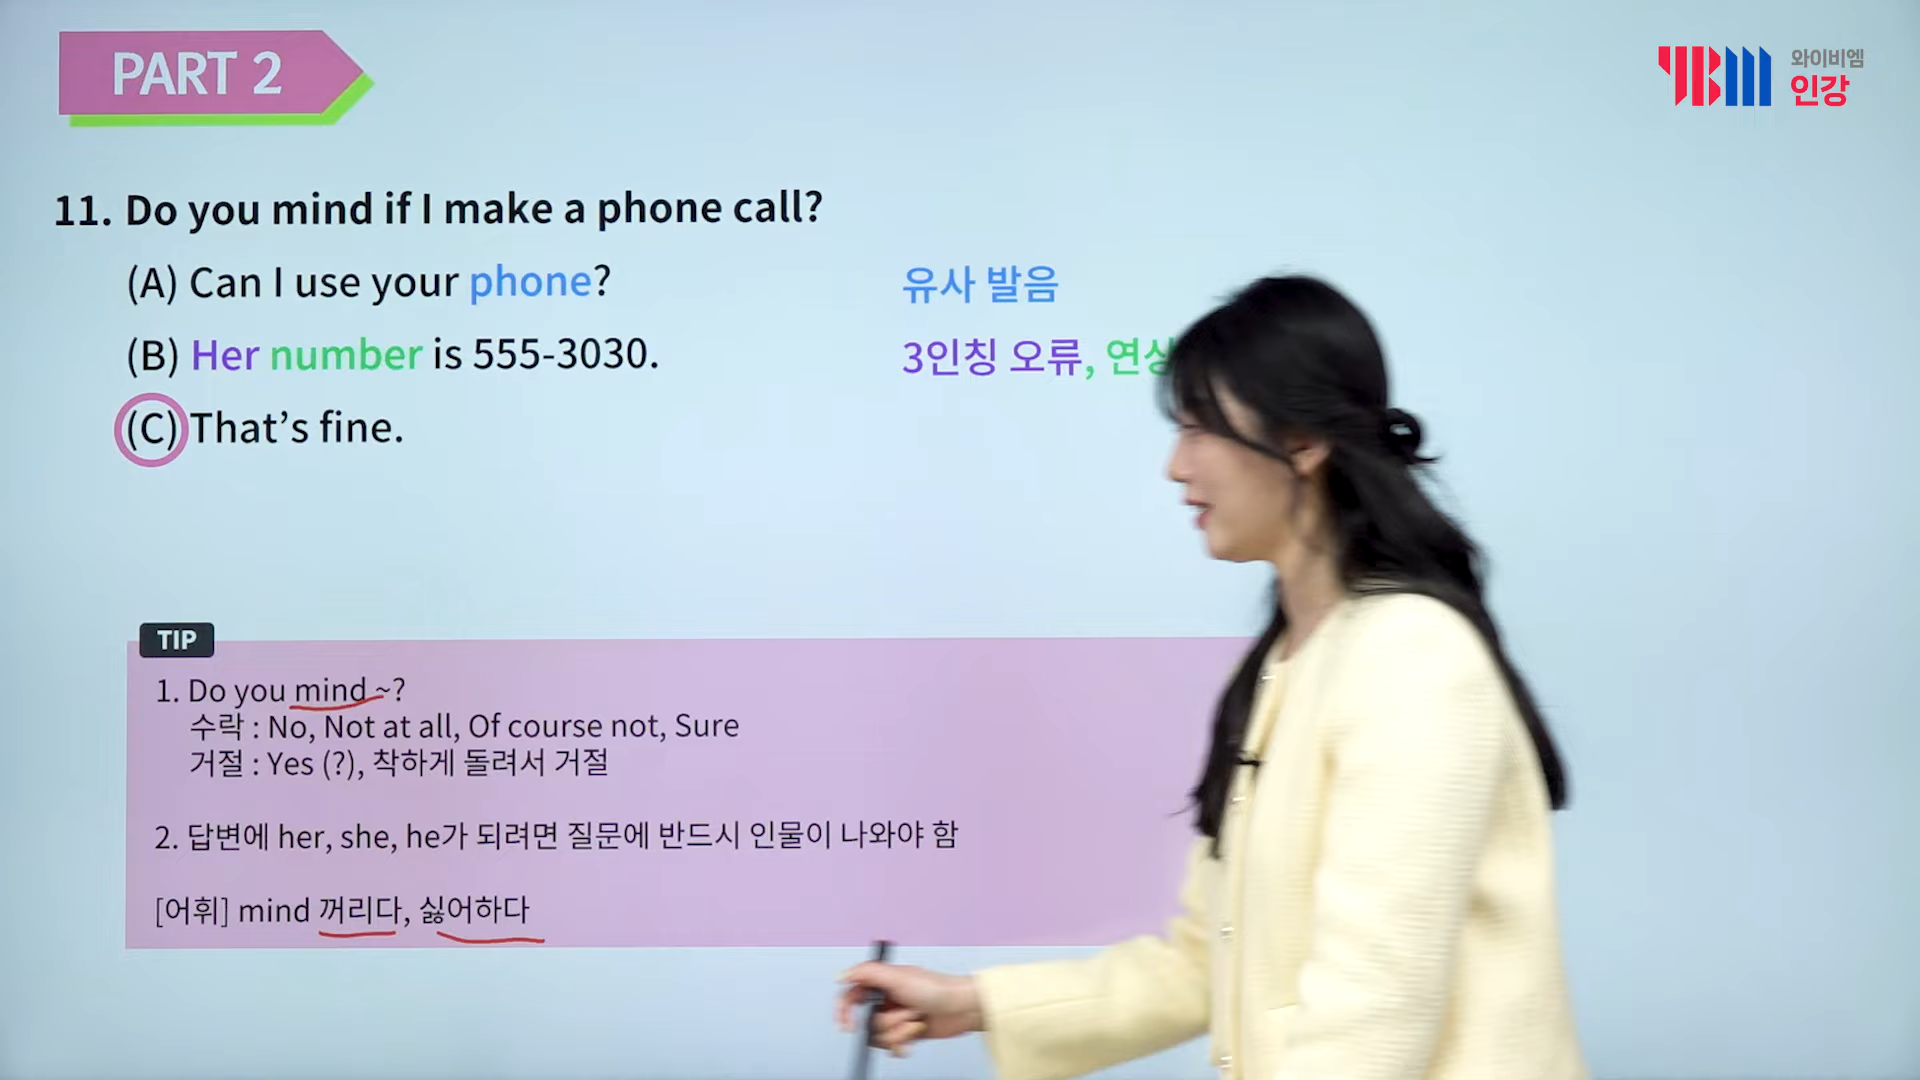 PART 2
YBM 와이비엠
인강
11. Do you mind if I make a phone call?
(A) Can I use your phone?
유사 발음
(B) Her number is 555-3030.
3인칭 오류, 연상
(C) That’s fine.
TIP
1. Do you mind ~?
수락 : No, Not at all, Of course not, Sure
거절 : Yes (?), 착하게 돌려서 거절
2. 답변에 her, she, he가 되려면 질문에 반드시 인물이 나와야 함
[어휘] mind 꺼리다, 싫어하다